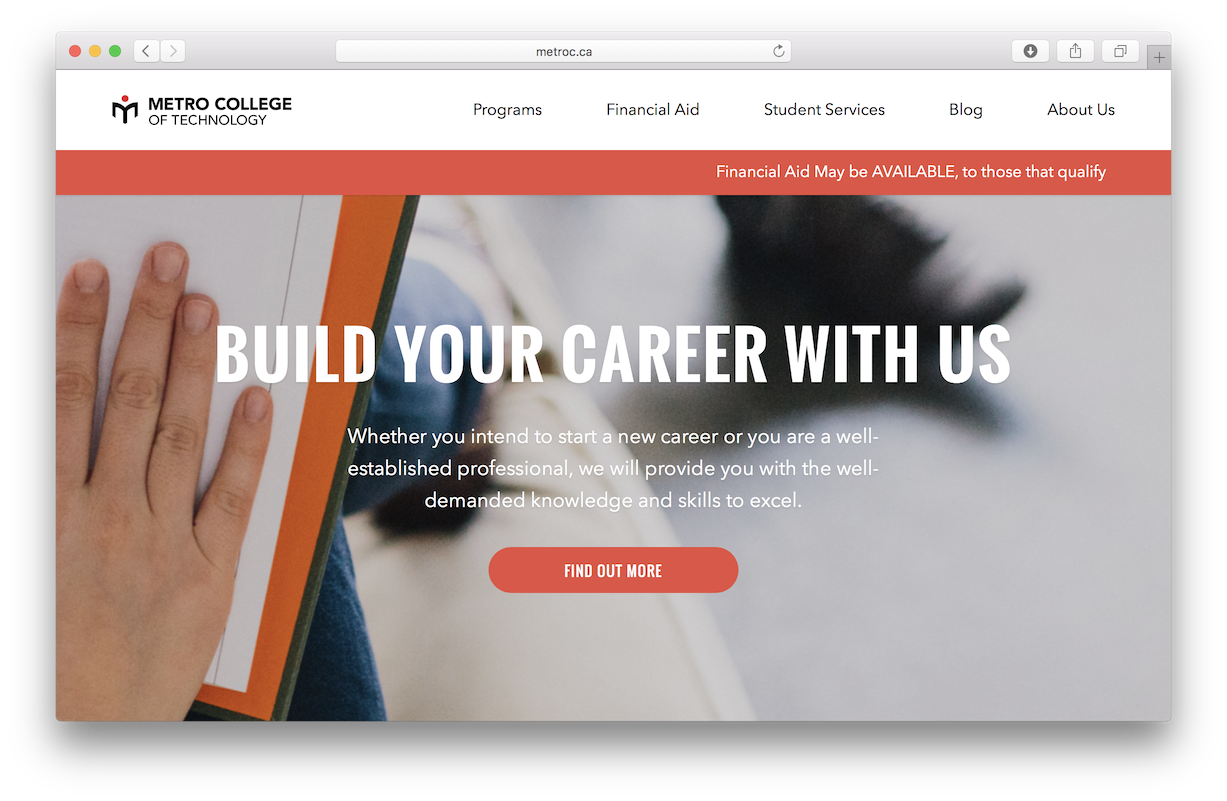 metroc.ca
METRO COLLEGE
OF TECHNOLOGY
Programs
Financial Aid
Student Services
Blog
About Us
Financial Aid May be AVAILABLE, to those that qualify
BUILD YOUR CAREER WITH US
Whether you intend to start a new career or you are a well-
established professional, we will provide you with the well-
demanded knowledge and skills to excel.
FIND OUT MORE